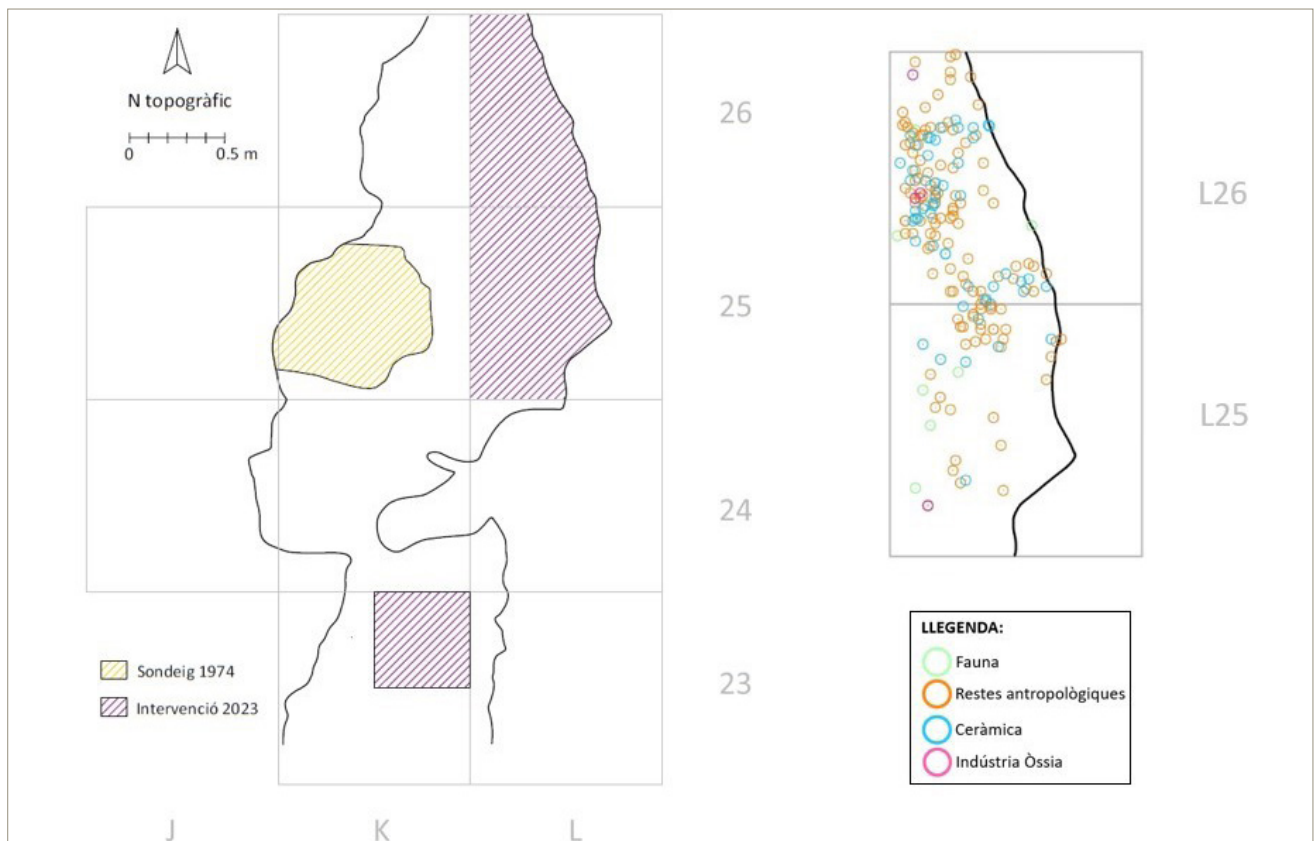 N topogràfic
0 0.5 m
26
25
24
23
Sondeig 1974
Intervenció 2023
J K L
L26
L25
LLEGENDA:
Fauna
Restes antropològiques
Ceràmica
Indústria Òssia